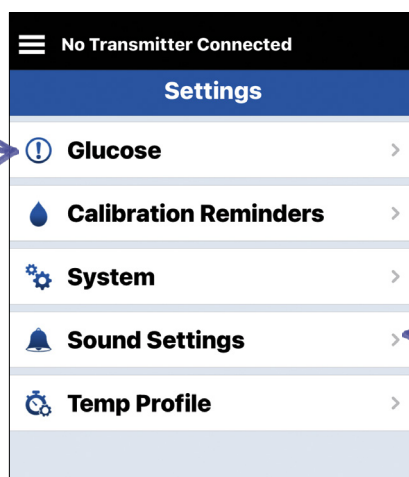 No Transmitter Connected
Settings
Glucose
Calibration Reminders
System
Sound Settings
Temp Profile